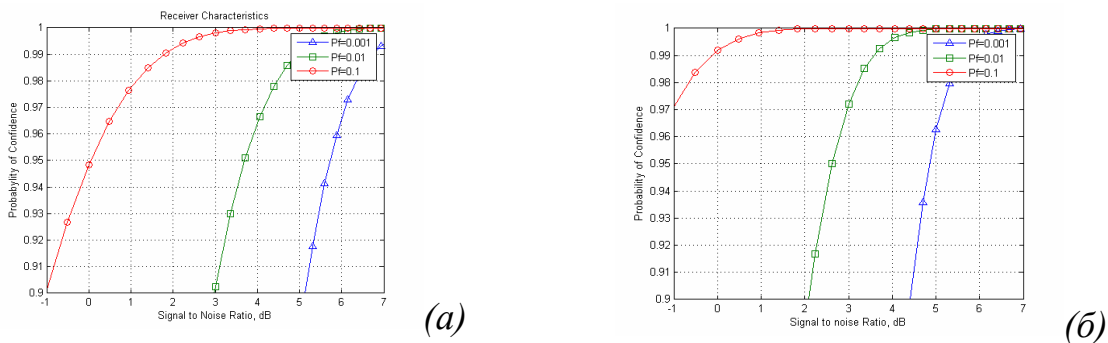 Receiver Characteristics
Probabylity of Confidence
1
0.99
0.98
0.97
0.96
0.95
0.94
0.93
0.92
0.91
0.9
Pf=0.001
Pf=0.01
Pf=0.1
-1 0 1 2 3 4 5 6 7
Signal to Noise Ratio, dB
(а)
Probability of Confidence
1
0.99
0.98
0.97
0.96
0.95
0.94
0.93
0.92
0.91
0.9
Pf=0.001
Pf=0.01
Pf=0.1
-1 0 1 2 3 4 5 6 7
Signal to noise Ratio, dB
(б)